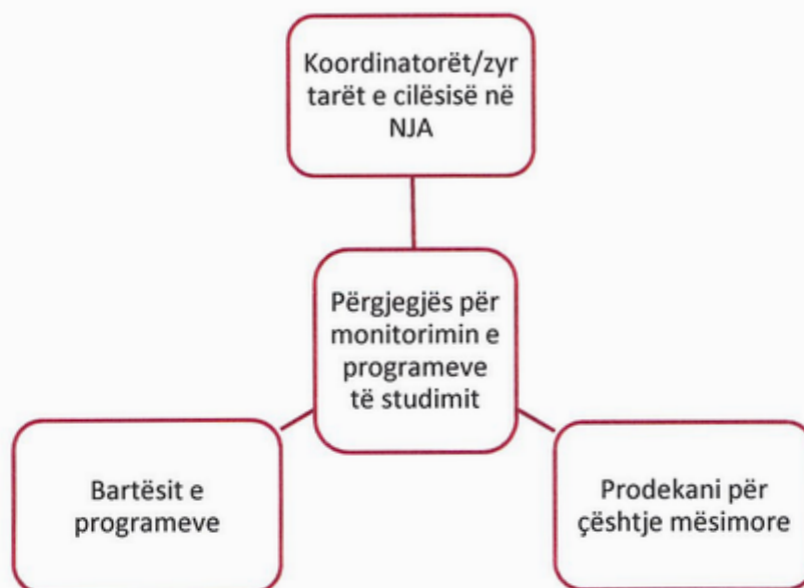 Koordinatorët/zyr
tarët e cilësisë në
NJA
Përgjegjës për
monitorimin e
programeve
të studimit
Bartësit e
programeve
Prodekani për
çështje mësimore